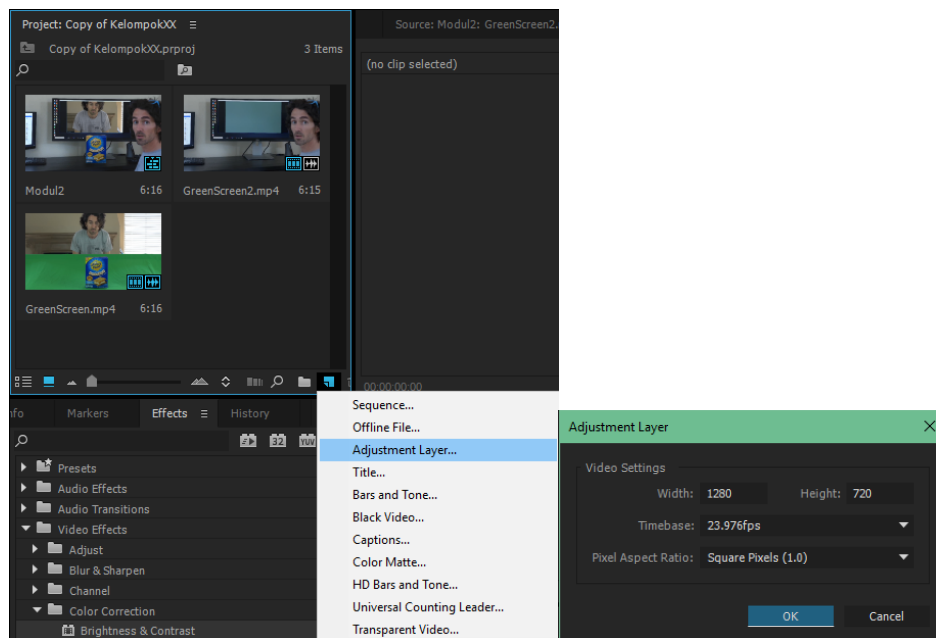 Project: Copy of KelompokXX
Copy of KelompokXX.prproj
3 Items
Modul2
6:16
GreenScreen2.mp4
6:15
GreenScreen.mp4
6:16
Source: Modul2: GreenScreen2.
(no clip selected)
00:00:00:00
nfo
Markers
Effects
History
Presets
Audio Effects
Audio Transitions
Video Effects
Adjust
Blur & Sharpen
Channel
Color Correction
Brightness & Contrast
32
YUV
Sequence...
Offline File...
Adjustment Layer...
Title...
Bars and Tone...
Black Video...
Captions...
Color Matte...
HD Bars and Tone...
Universal Counting Leader...
Transparent Video...
Adjustment Layer
Video Settings
Width: 1280 Height: 720
Timebase: 23.976fps
Pixel Aspect Ratio: Square Pixels (1.0)
OK Cancel